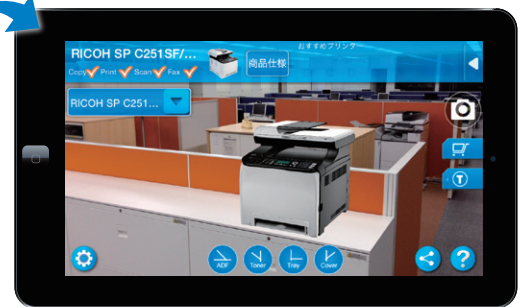 おすすめプリンター
RICOH SP C251SF/...
Copy Print Scan Fax
商品仕様
RICOH SP C251...
T
ADF Toner Tray Cover
?